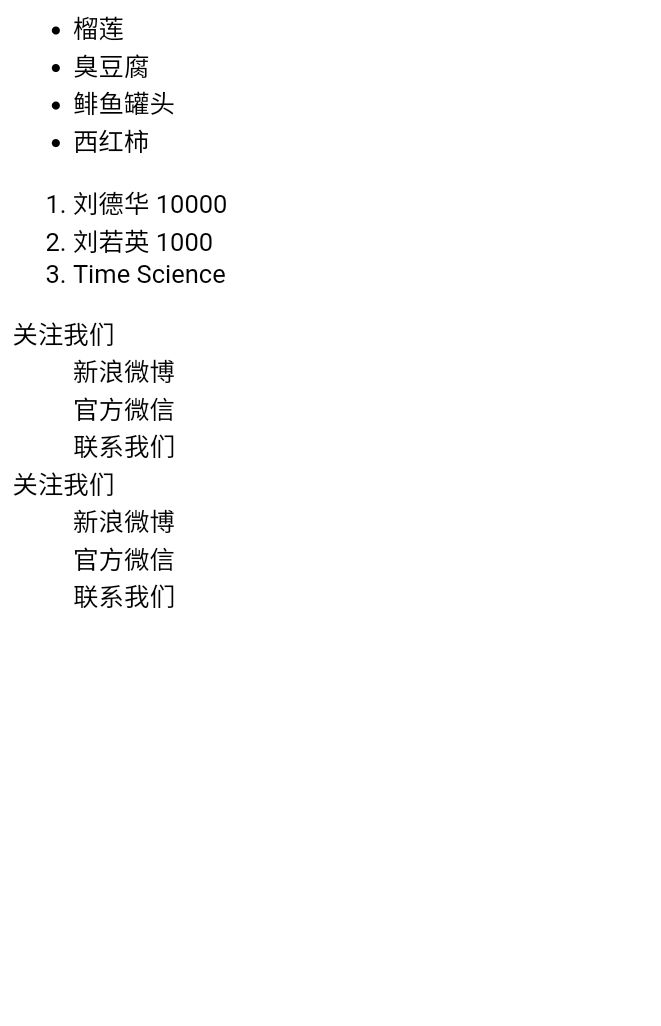 • 榴莲
• 臭豆腐
• 鲱鱼罐头
• 西红柿
1. 刘德华 10000
2. 刘若英 1000
3. Time Science
关注我们
新浪微博
官方微信
联系我们
关注我们
新浪微博
官方微信
联系我们